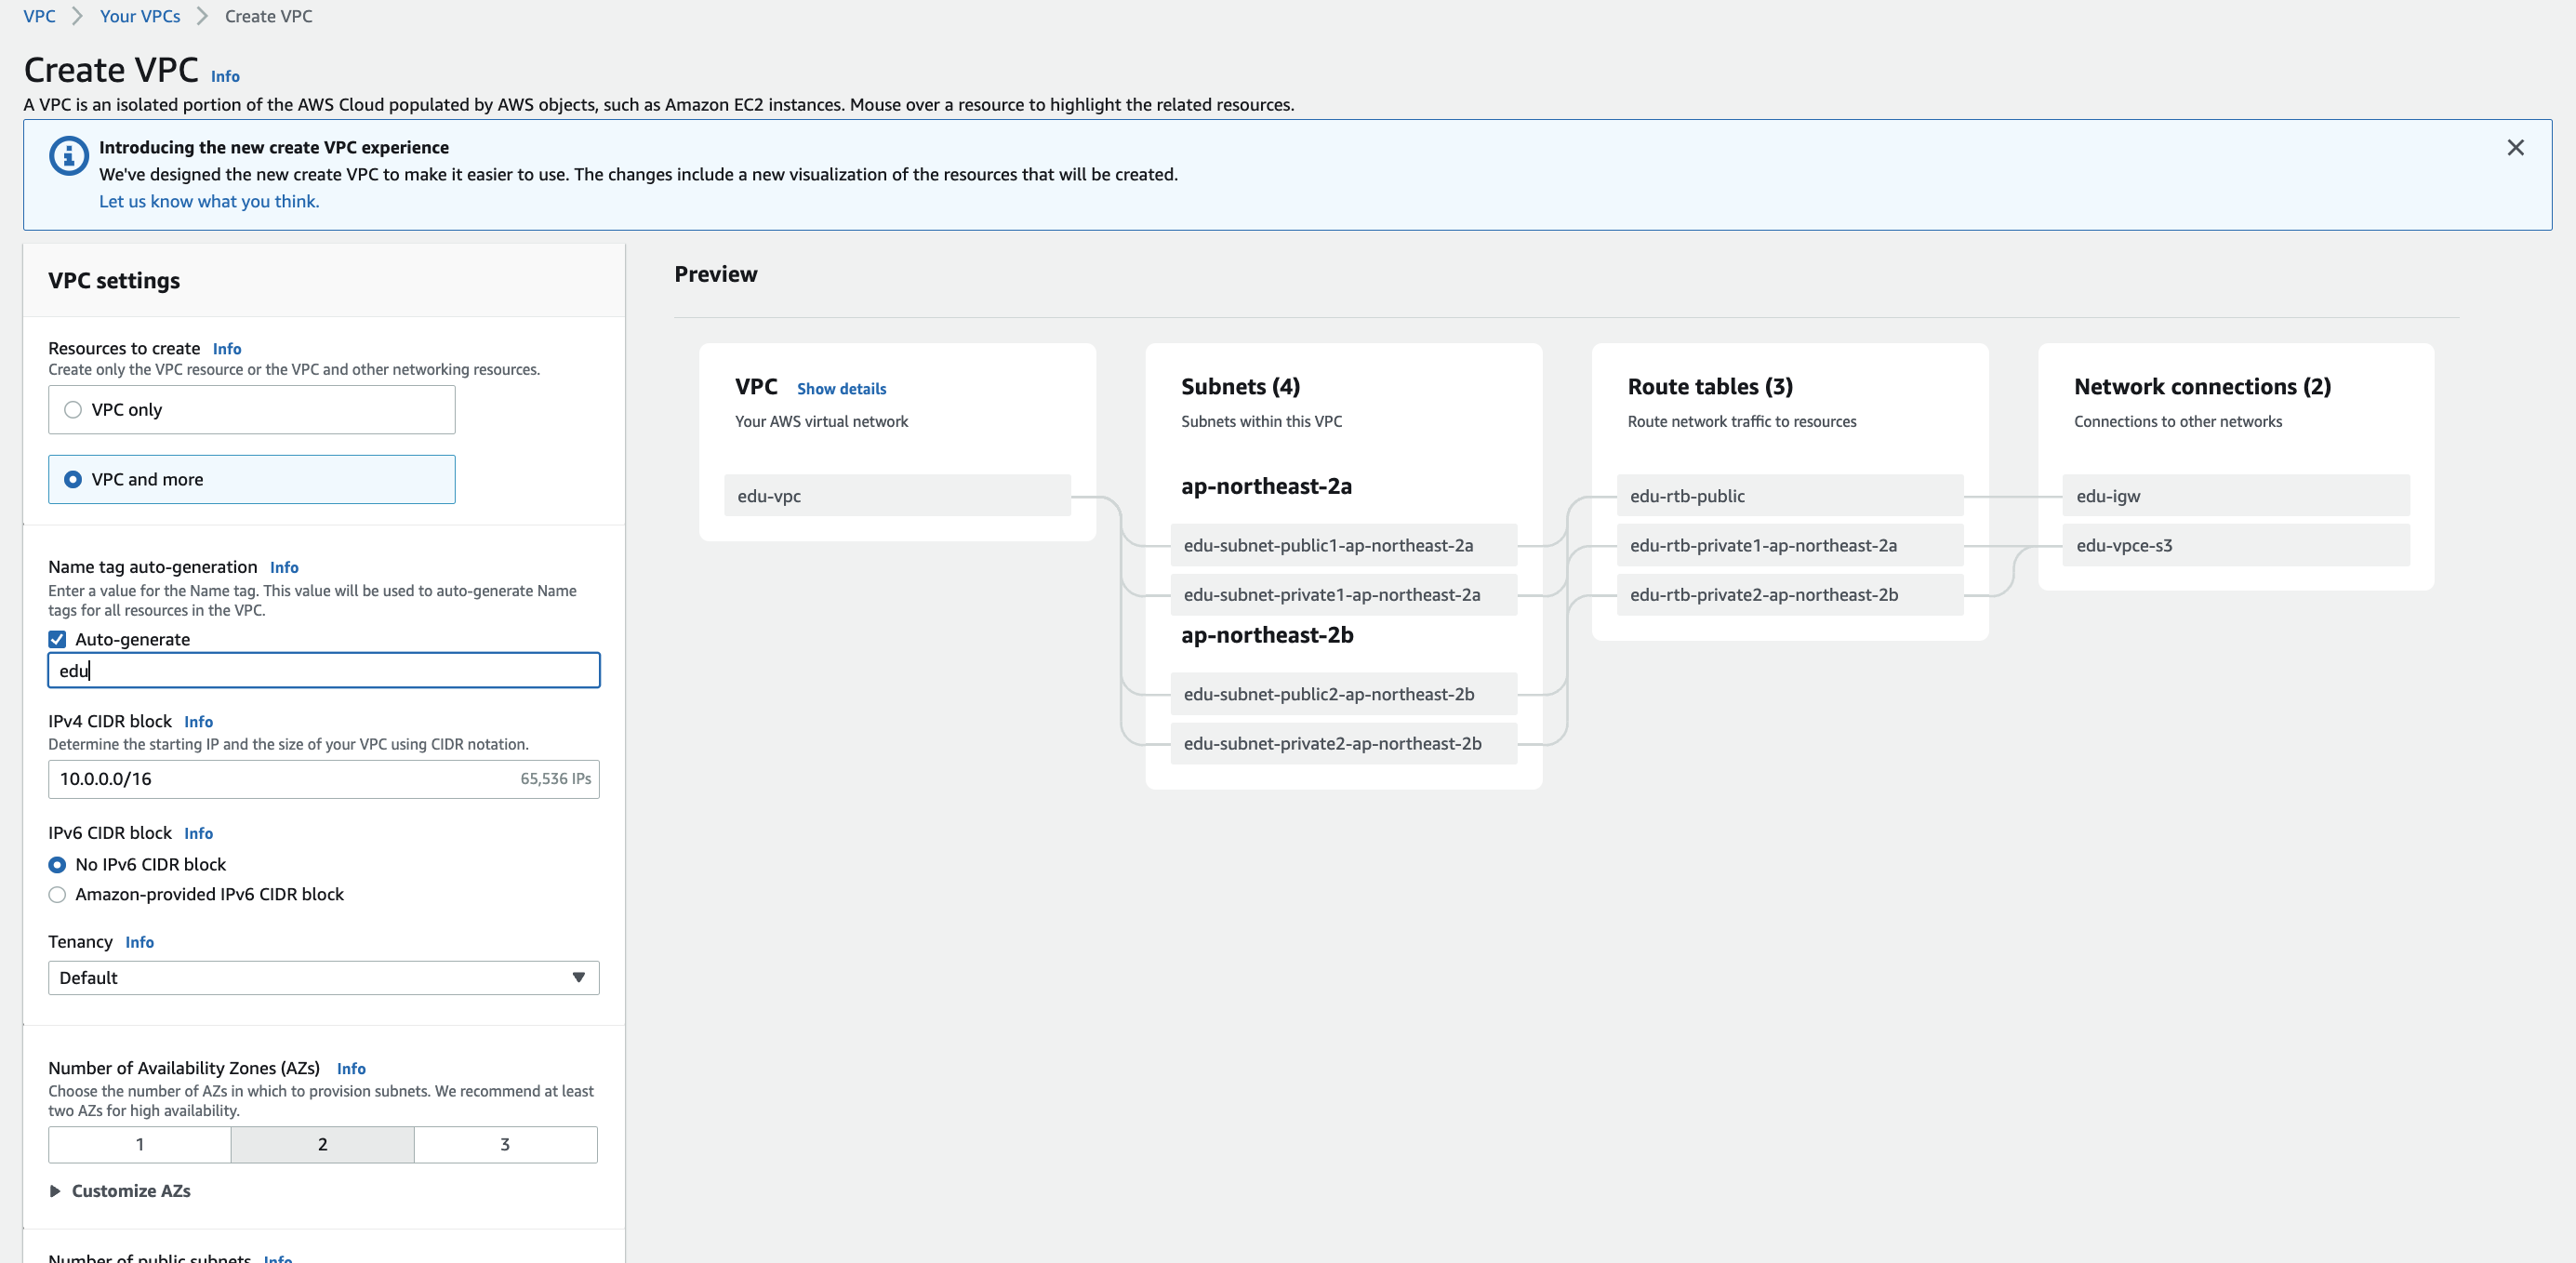 VPC > Your VPCs > Create VPC
Create VPC Info
A VPC is an isolated portion of the AWS Cloud populated by AWS objects, such as Amazon EC2 instances. Mouse over a resource to highlight the related resources.
Introducing the new create VPC experience
We've designed the new create VPC to make it easier to use. The changes include a new visualization of the resources that will be created.
Let us know what you think.
VPC settings
Resources to create Info
Create only the VPC resource or the VPC and other networking resources.
VPC only
VPC and more
Name tag auto-generation Info
Enter a value for the Name tag. This value will be used to auto-generate Name
tags for all resources in the VPC.
Auto-generate
edu
IPv4 CIDR block Info
Determine the starting IP and the size of your VPC using CIDR notation.
10.0.0.0/16 65,536 IPs
IPv6 CIDR block Info
No IPv6 CIDR block
Amazon-provided IPv6 CIDR block
Tenancy Info
Default
Number of Availability Zones (AZs) Info
Choose the number of AZs in which to provision subnets. We recommend at least
two AZs for high availability.
1 2 3
Customize AZs
Number of public subnets Info
Preview
VPC Show details
Your AWS virtual network
edu-vpc
Subnets (4)
Subnets within this VPC
ap-northeast-2a
edu-subnet-public1-ap-northeast-2a
edu-subnet-private1-ap-northeast-2a
ap-northeast-2b
edu-subnet-public2-ap-northeast-2b
edu-subnet-private2-ap-northeast-2b
Route tables (3)
Route network traffic to resources
edu-rtb-public
edu-rtb-private1-ap-northeast-2a
edu-rtb-private2-ap-northeast-2b
Network connections (2)
Connections to other networks
edu-igw
edu-vpce-s3